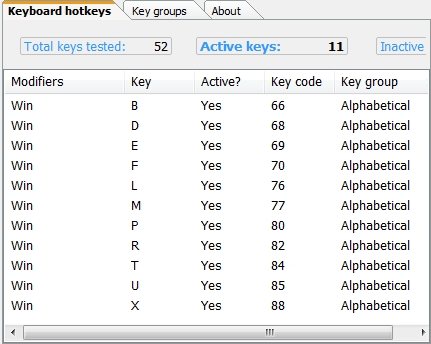 Keyboard hotkeys Key groups About
Total keys tested: 52 Active keys: 11 Inactive
Modifiers Key Active? Key code Key group
Win B Yes 66 Alphabetical
Win D Yes 68 Alphabetical
Win E Yes 69 Alphabetical
Win F Yes 70 Alphabetical
Win L Yes 76 Alphabetical
Win M Yes 77 Alphabetical
Win P Yes 80 Alphabetical
Win R Yes 82 Alphabetical
Win T Yes 84 Alphabetical
Win U Yes 85 Alphabetical
Win X Yes 88 Alphabetical